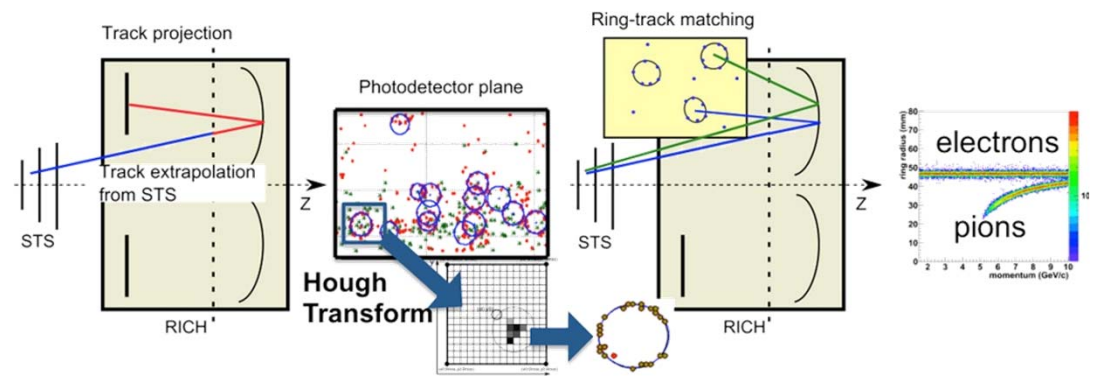 Track projection
Track extrapolation
from STS
STS
Z
RICH
Photodetector plane
Hough
Transform
Ring-track matching
STS
Z
RICH
ring radius (mm)
80
70
60
50
40
30
20
10
0
electrons
pions
2 3 4 5 6 7 8 9 10
momentum (GeV/c)
10